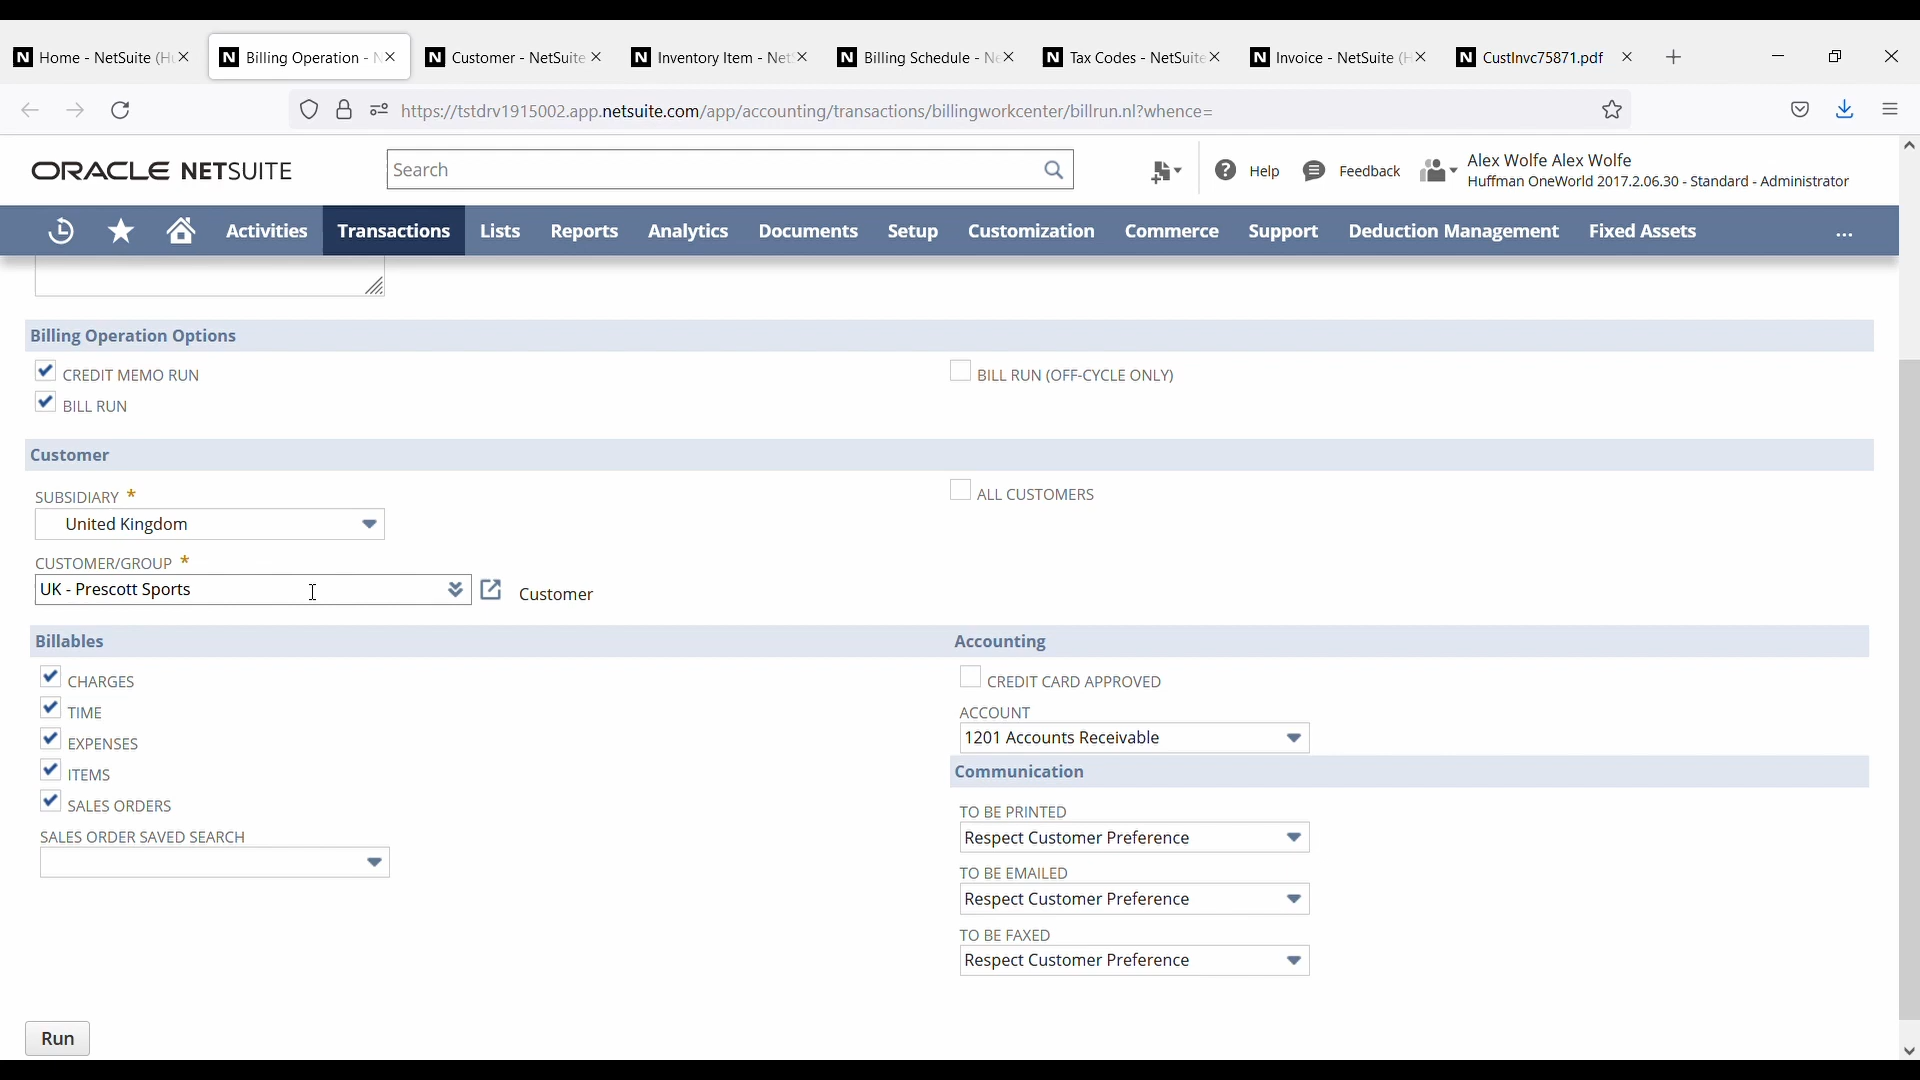 Home - NetSuite (H
Billing Operation -
Customer - NetSuite
Inventory Item - Net
Billing Schedule - Ne
Tax Codes - NetSuite
Invoice - NetSuite (H
CustInvc75871.pdf
https://tstdrv1915002.app.netsuite.com/app/accounting/transactions/billingworkcenter/billrun.nl?whence=
ORACLE NETSUITE
Search
Help
Feedback
Alex Wolfe Alex Wolfe
Huffman OneWorld 2017.2.06.30 - Standard - Administrator
Activities
Transactions
Lists
Reports
Analytics
Documents
Setup
Customization
Commerce
Support
Deduction Management
Fixed Assets
...
Billing Operation Options
CREDIT MEMO RUN
BILL RUN (OFF-CYCLE ONLY)
BILL RUN
Customer
SUBSIDIARY *
ALL CUSTOMERS
United Kingdom
CUSTOMER/GROUP *
UK - Prescott Sports
Customer
Billables
Accounting
CHARGES
CREDIT CARD APPROVED
TIME
ACCOUNT
EXPENSES
1201 Accounts Receivable
ITEMS
Communication
SALES ORDERS
TO BE PRINTED
SALES ORDER SAVED SEARCH
Respect Customer Preference
TO BE EMAILED
Respect Customer Preference
TO BE FAXED
Respect Customer Preference
Run